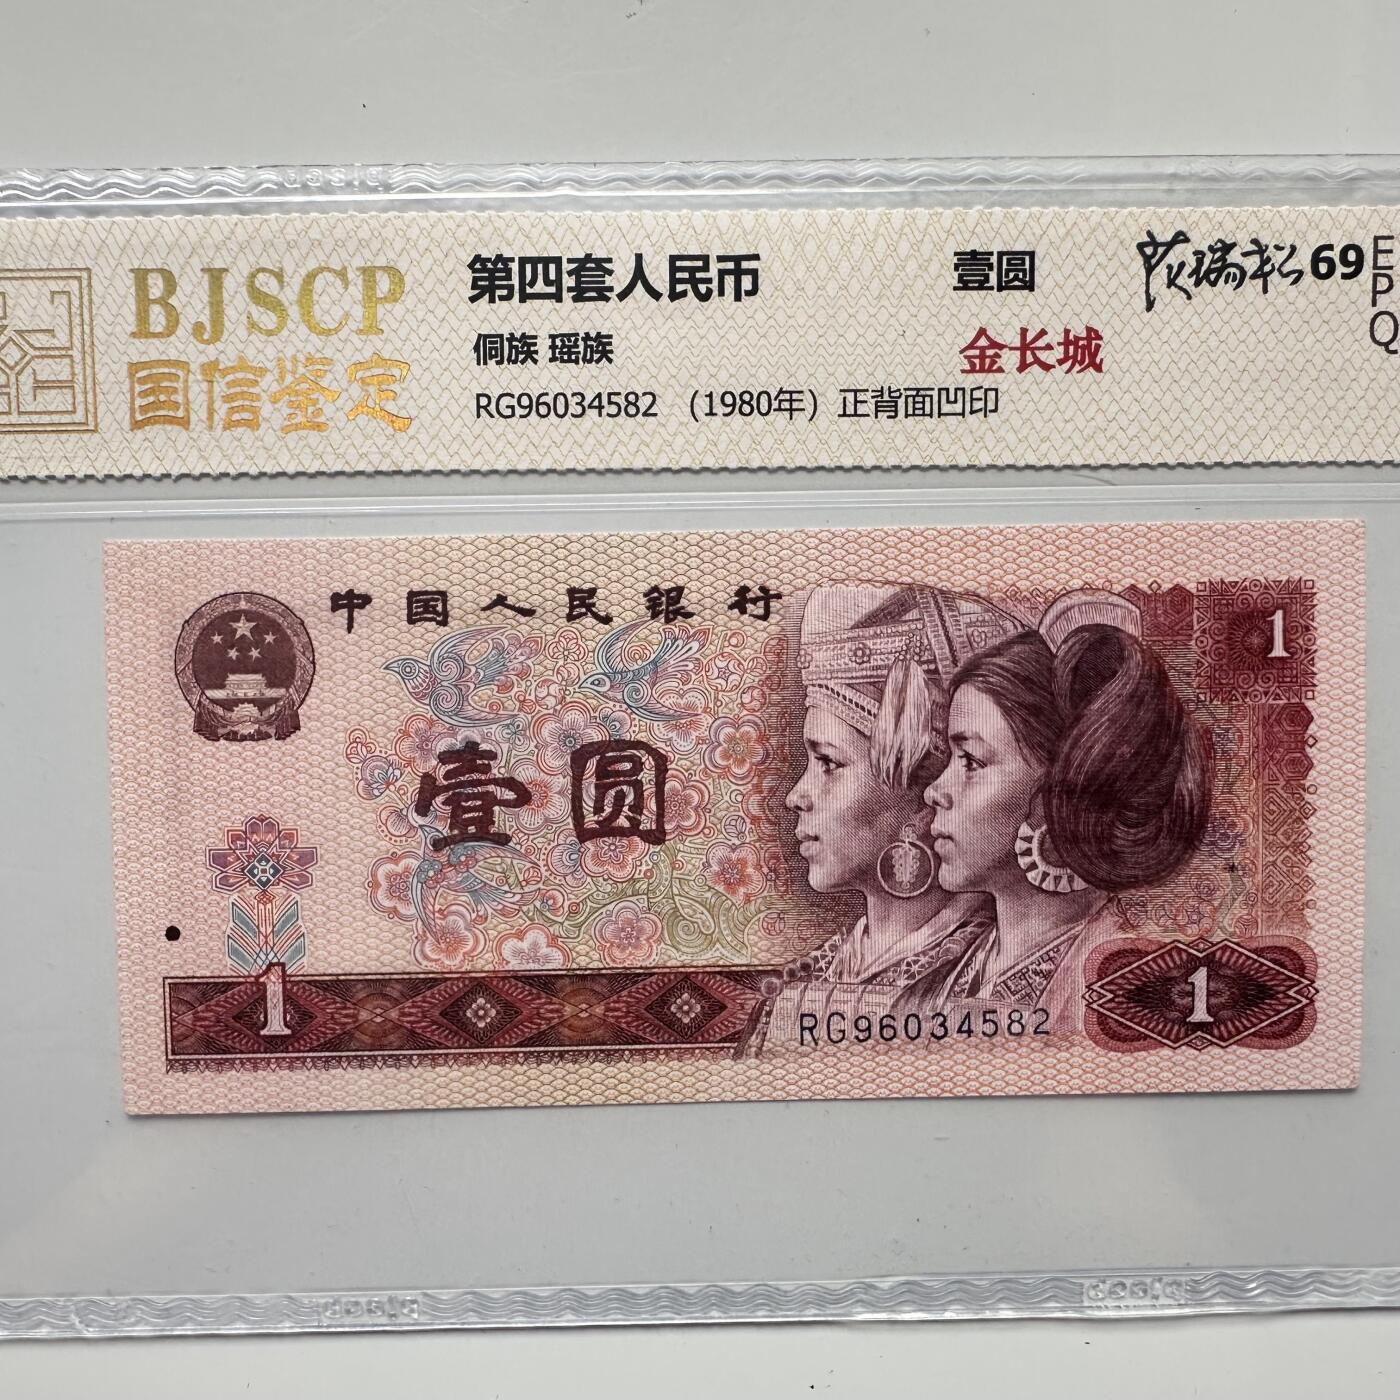 BJSCP
国信鉴定
第四套人民币
壹圆
侗族 瑶族
金长城
RG96034582 (1980年) 正背面凹印
69
EPQ
中国人民银行
1
壹圆
1
RG96034582
1